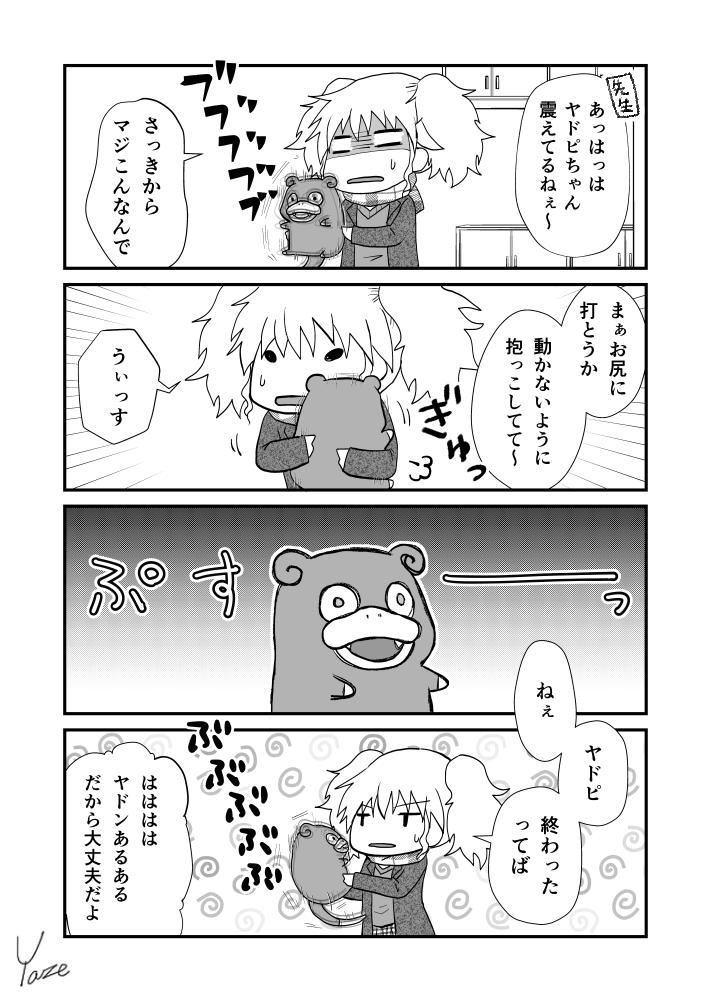 先生
あっはっは
ヤドピちゃん
震えてるねぇ〜
ブブブブブブ
さっきから
マジこんなんで
まぁお尻に
打とうか
動かないように
抱っこしてて〜
ぎゅっ
うぃっす
ぷすーーっ
ねぇ
ヤドピ
終わった
ってば
ぶぶぶぶぶ
はははは
ヤドンあるある
だから大丈夫だよ
Yaze